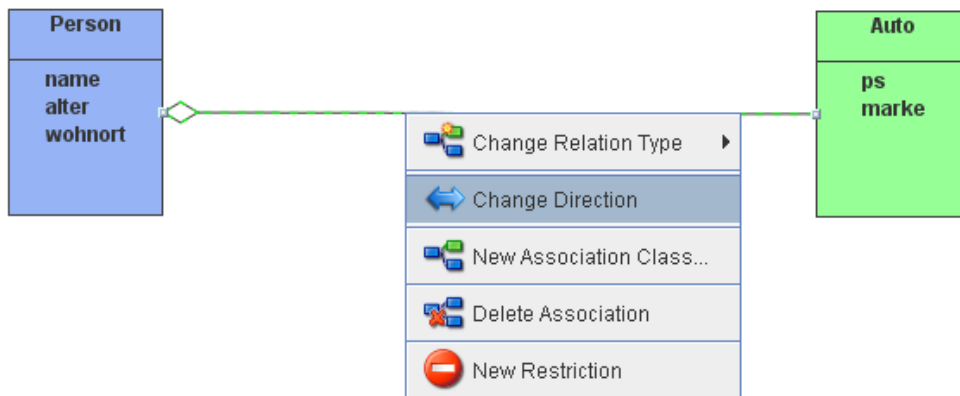 Person
Auto
name
alter
wohnort
ps
marke
Change Relation Type
Change Direction
New Association Class...
Delete Association
New Restriction